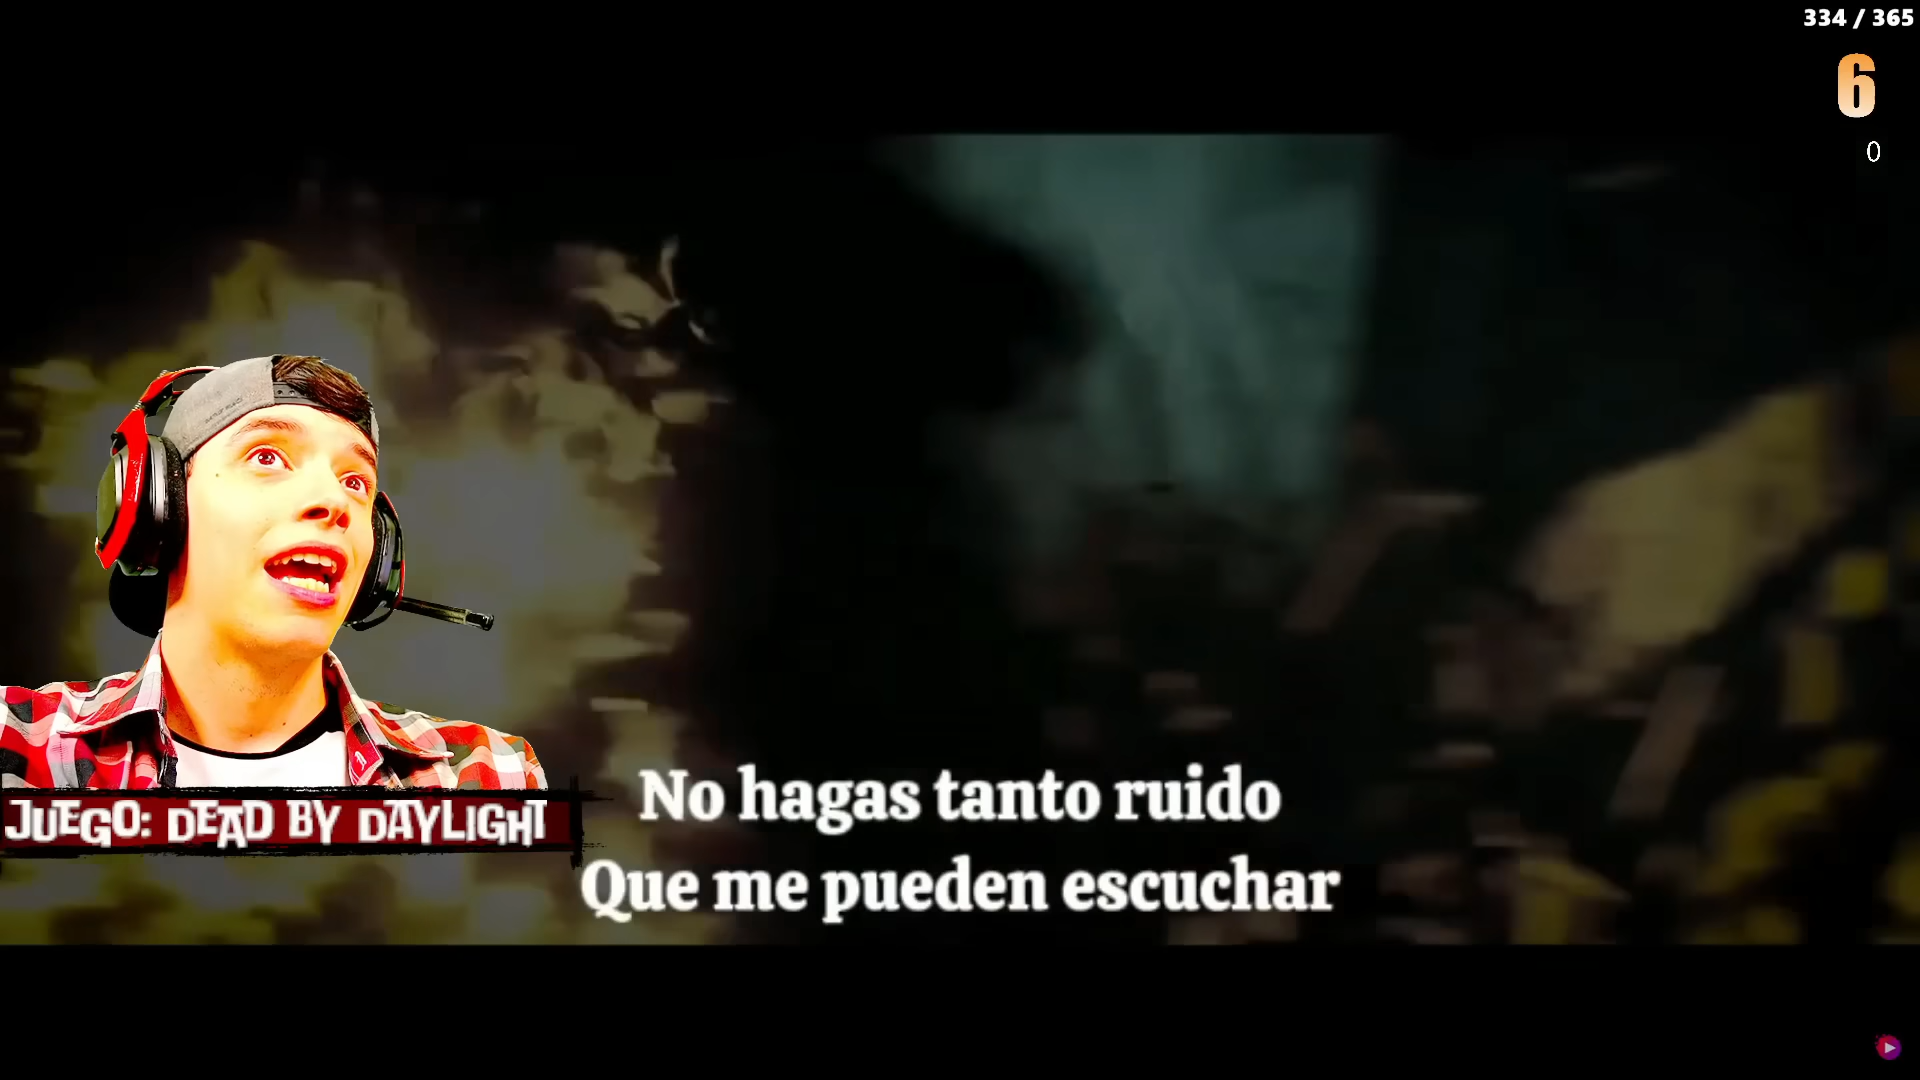 334 / 365
6
0
JUEGO: DEAD BY DAYLIGHT
No hagas tanto ruido
Que me pueden escuchar